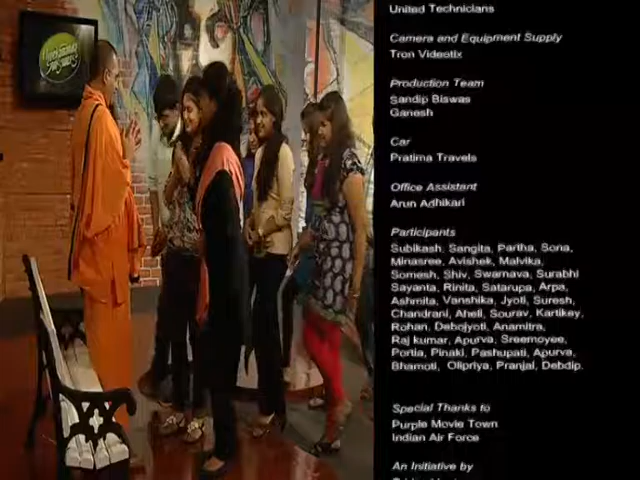 United Technicians
Camera and Equipment Supply
Tron Videotix
Production Team
Sandip Biswas
Ganesh
Car
Pratima Travels
Office Assistant
Arun Adhikari
Participants
Subikash, Sangita, Partha, Sona,
Minasree, Avishek, Malvika,
Somesh, Shiv, Swarnava, Surabhi
Sayanta, Rinita, Satarupa, Arpa,
Ashmita, Vanshika, Jyoti, Suresh,
Chandrani, Aheli, Sourav, Kartikey,
Rohan, Debojyoti, Anamitra,
Raj kumar, Apurva, Sreemoyee,
Portia, Pinaki, Pashupati, Apurva,
Bhamoti, Olipriya, Pranjal, Debdip.
Special Thanks to
Purple Movie Town
Indian Air Force
An Initiative by